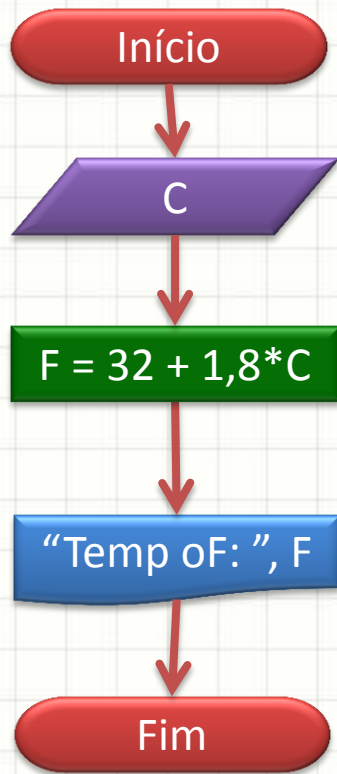 Início
C
F = 32 + 1,8*C
“Temp oF: ”, F
Fim